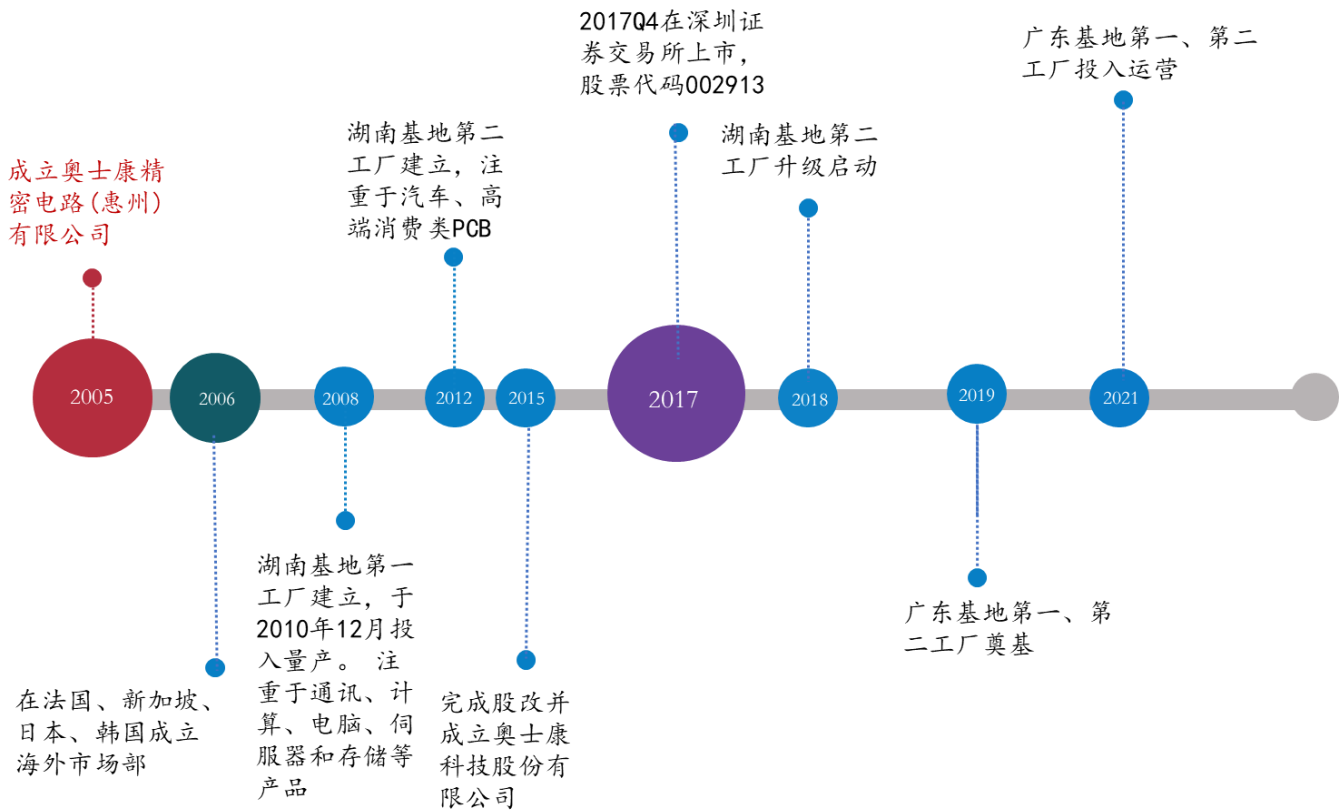 成立奥士康精
密电路(惠州)
有限公司
2005
2006
在法国、新加坡、
日本、韩国成立
海外市场部
2008
湖南基地第一
工厂建立，于
2010年12月投
入量产。 注
重于通讯、计
算、电脑、伺
服器和存储等
产品
湖南基地第二
工厂建立，注
重于汽车、高
端消费类PCB
2012
2015
完成股改并
成立奥士康
科技股份有
限公司
2017Q4在深圳证
券交易所上市，
股票代码002913
2017
湖南基地第二
工厂升级启动
2018
2019
广东基地第一、第
二工厂奠基
广东基地第一、第二
工厂投入运营
2021